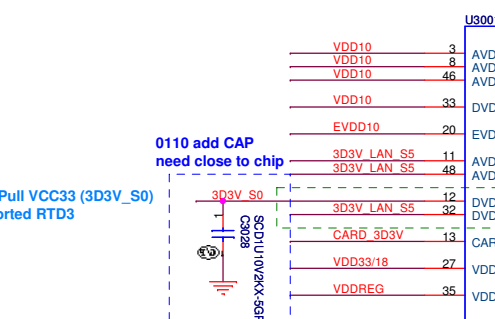 U3001
VDD10 3 AVD
VDD10 8 AVD
VDD10 46 AVD
VDD10 33 DVD
EVDD10 20 EVD
0110 add CAP
need close to chip
3D3V_LAN_S5 11 AVD
3D3V_LAN_S5 48 AVD
Pull VCC33 (3D3V_S0)
orted RTD3
3D3V_S0 12 DVD
3D3V_LAN_S5 32 DVD
1
C3028
SCD1U10V2KX-5GP
CARD_3D3V 13 CAR
VDD33/18 27 VDD
VDDREG 35 VDD